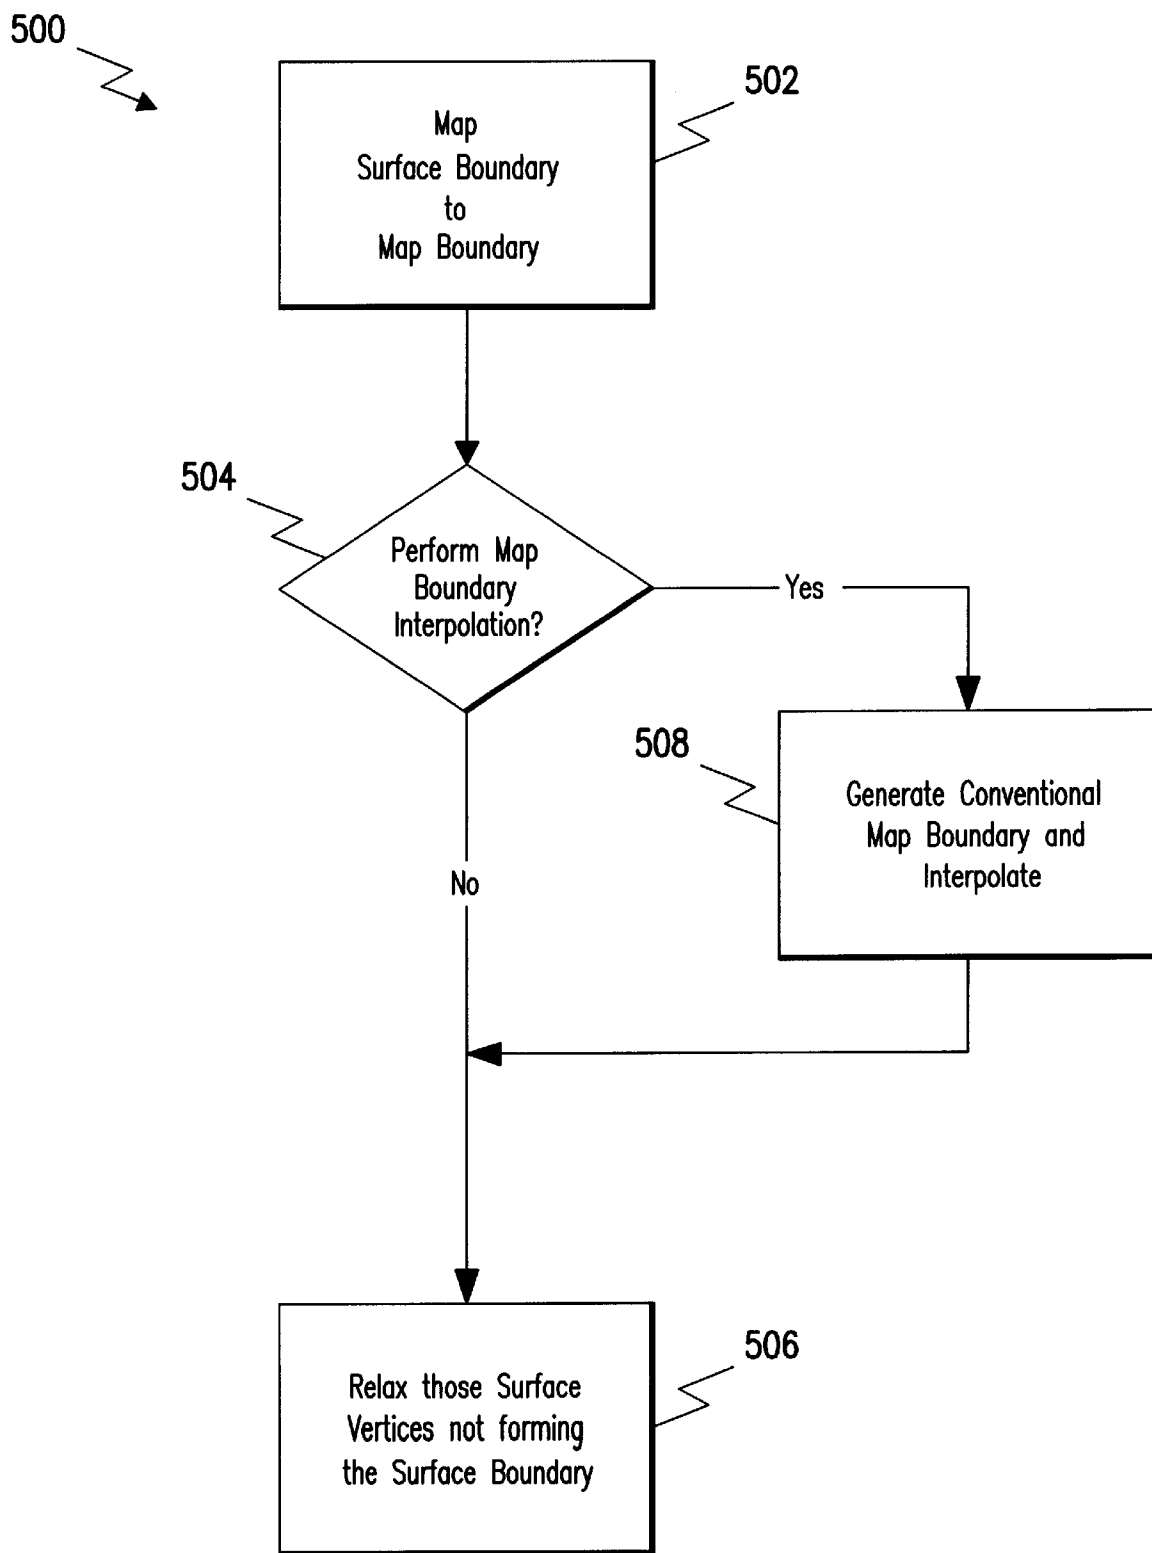 500
502
Map
Surface Boundary
to
Map Boundary
504
Perform Map
Boundary
Interpolation?
Yes
508
Generate Conventional
Map Boundary and
Interpolate
No
506
Relax those Surface
Vertices not forming
the Surface Boundary